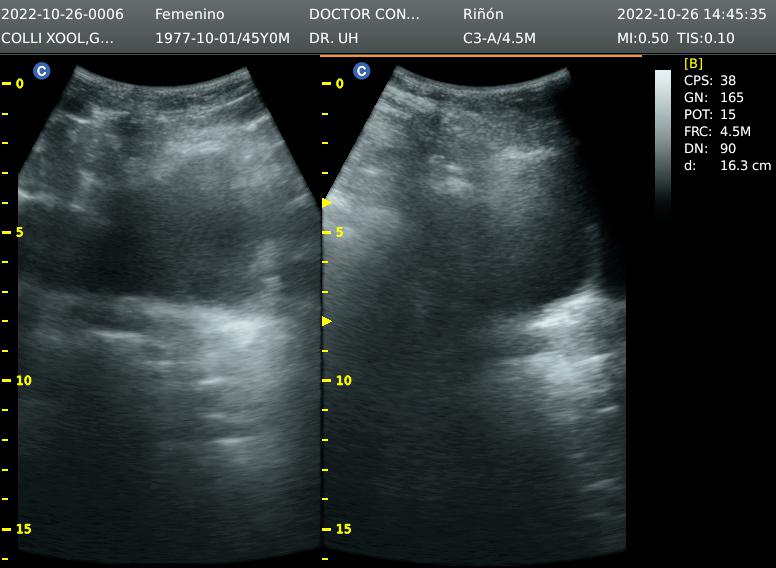 2022-10-26-0006 Femenino DOCTOR CON... Riñón 2022-10-26 14:45:35
COLLI XOOL,G... 1977-10-01/45Y0M DR. UH C3-A/4.5M MI:0.50 TIS:0.10
[B]
CPS: 38
GN: 165
POT: 15
FRC: 4.5M
DN: 90
d: 16.3 cm
C
0
5
10
15
C
0
5
10
15